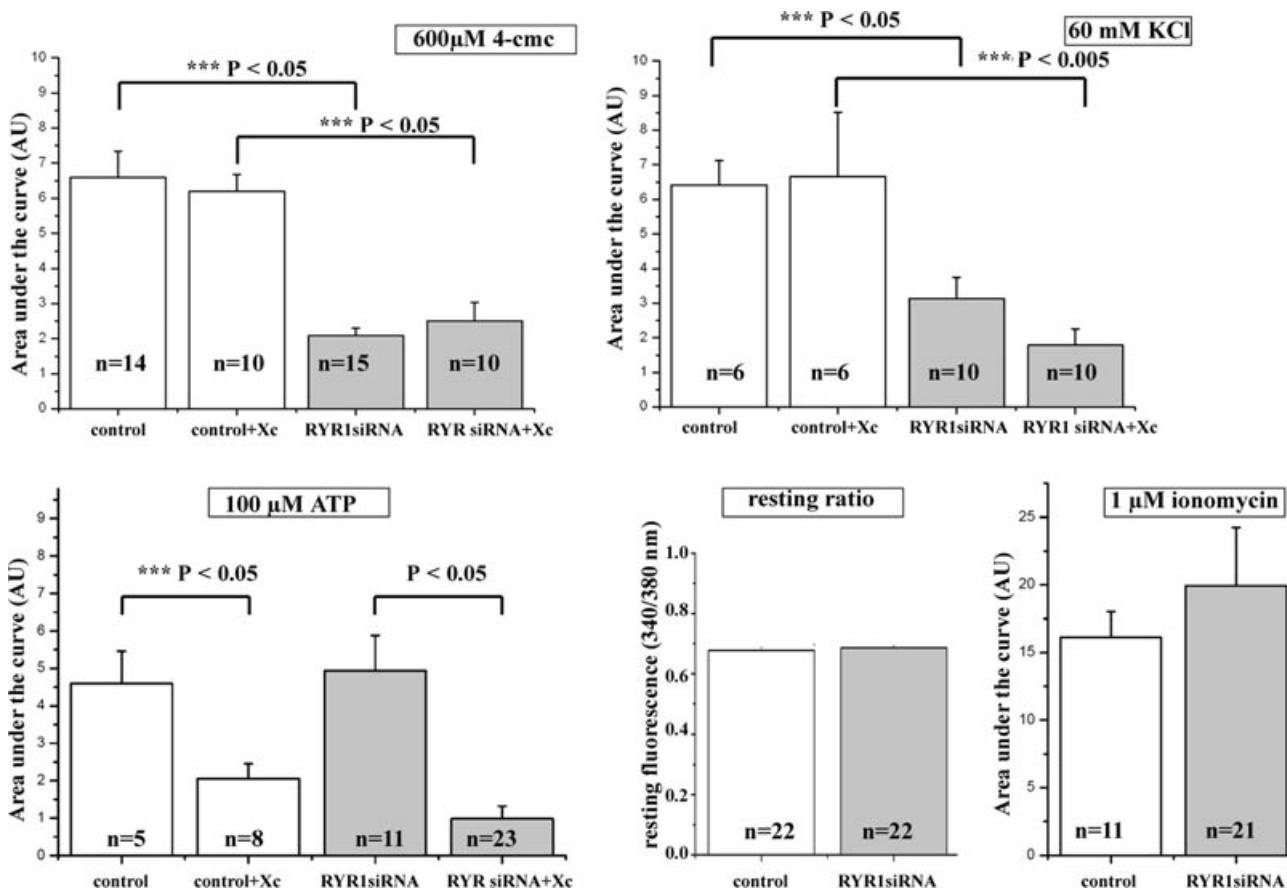 600μM 4-cmc
*** P < 0.05
*** P < 0.05
Area under the curve (AU)
10
9
8
7
6
5
4
3
2
1
0
n=14 n=10 n=15 n=10
control control+Xc RYR1siRNA RYR siRNA+Xc
60 mM KCl
*** P < 0.05
*** P < 0.005
Area under the curve (AU)
10
9
8
7
6
5
4
3
2
1
0
n=6 n=6 n=10 n=10
control control+Xc RYR1siRNA RYR1 siRNA+Xc
100 μM ATP
*** P < 0.05 P < 0.05
Area under the curve (AU)
9
8
7
6
5
4
3
2
1
0
n=5 n=8 n=11 n=23
control control+Xc RYR1siRNA RYR siRNA+Xc
resting ratio
resting fluorescence (340/380 nm)
1.0
0.8
0.6
0.4
0.2
0.0
n=22 n=22
control RYR1siRNA
1 μM ionomycin
Area under the curve (AU)
25
20
15
10
5
0
n=11 n=21
control RYR1siRNA